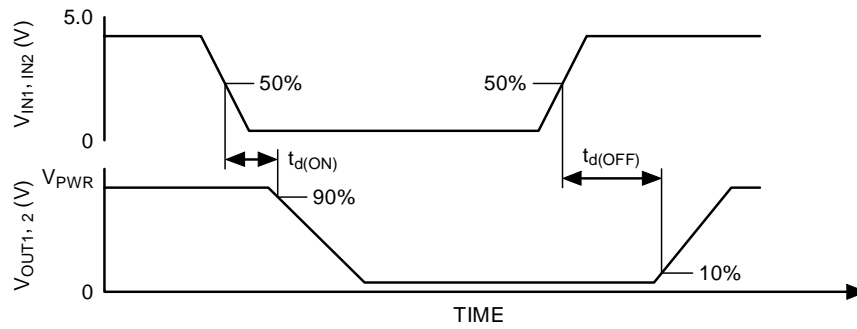 5.0
V_IN1, IN2 (V)
50%
50%
0
t_d(ON)
t_d(OFF)
V_PWR
V_OUT1, 2 (V)
90%
10%
0
TIME